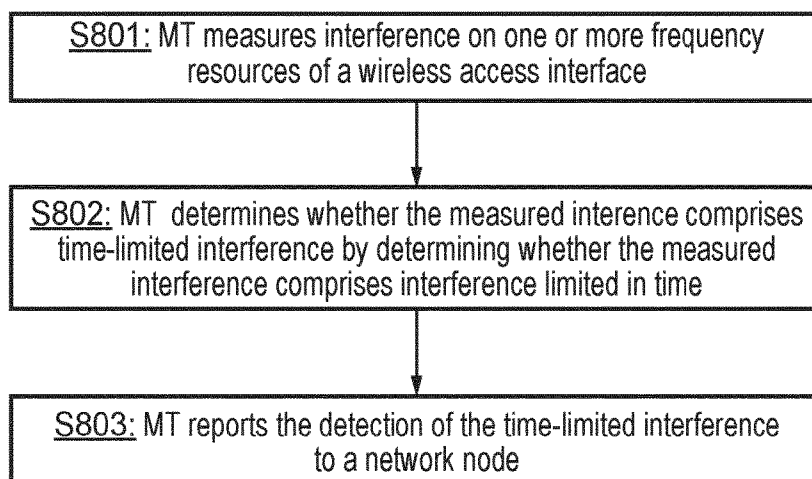 S801: MT measures interference on one or more frequency
resources of a wireless access interface
S802: MT determines whether the measured interence comprises
time-limited interference by determining whether the measured
interference comprises interference limited in time
S803: MT reports the detection of the time-limited interference
to a network node